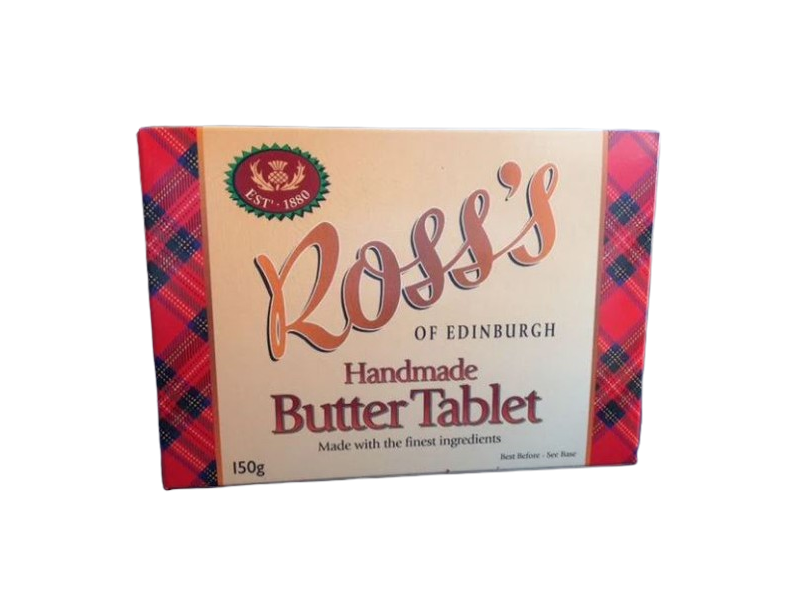 EST' · 1880
Ross's
OF EDINBURGH
Handmade
Butter Tablet
Made with the finest ingredients
150g
Best Before - See Base